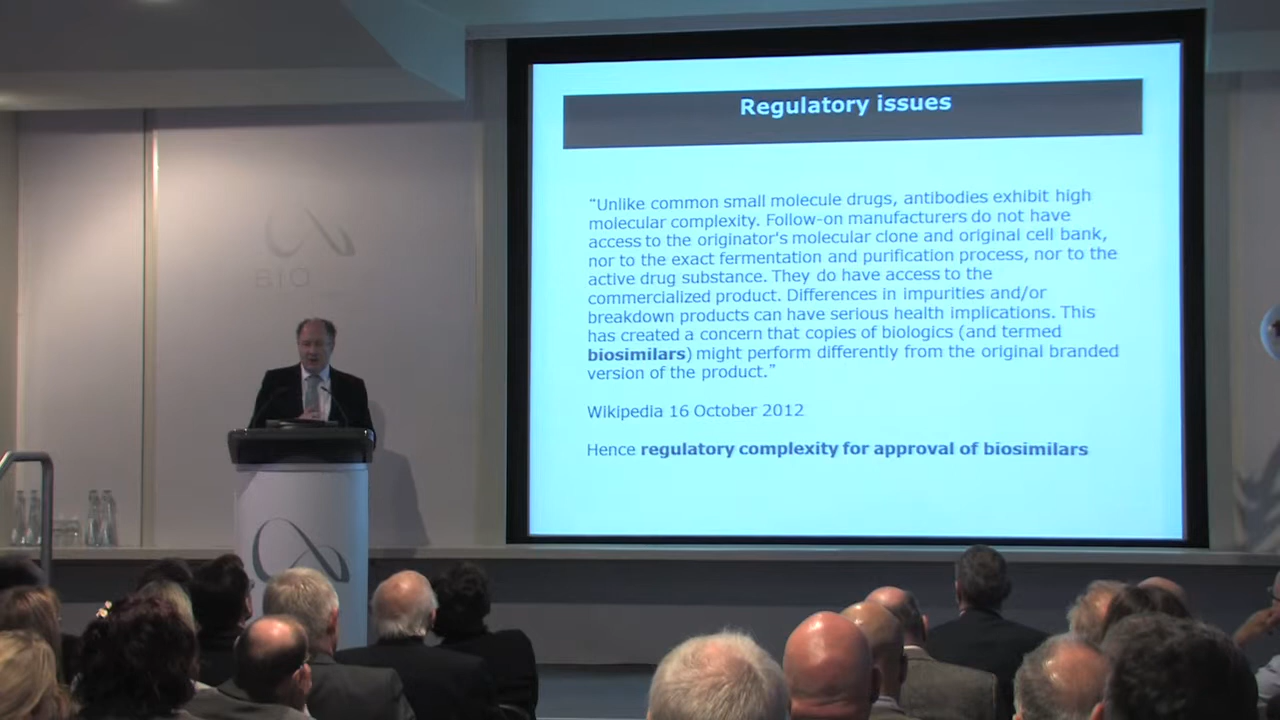 Regulatory issues
“Unlike common small molecule drugs, antibodies exhibit high
molecular complexity. Follow-on manufacturers do not have
access to the originator's molecular clone and original cell bank,
nor to the exact fermentation and purification process, nor to the
active drug substance. They do have access to the
commercialized product. Differences in impurities and/or
breakdown products can have serious health implications. This
has created a concern that copies of biologics (and termed
biosimilars) might perform differently from the original branded
version of the product.”
Wikipedia 16 October 2012
Hence regulatory complexity for approval of biosimilars